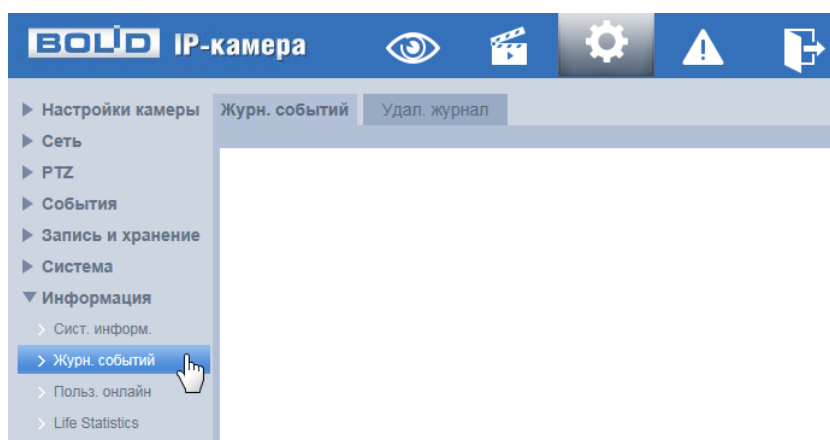 BOLID IP-камера
Журн. событий Удал. журнал
Настройки камеры
Сеть
PTZ
События
Запись и хранение
Система
Информация
Сист. информ.
Журн. событий
Польз. онлайн
Life Statistics